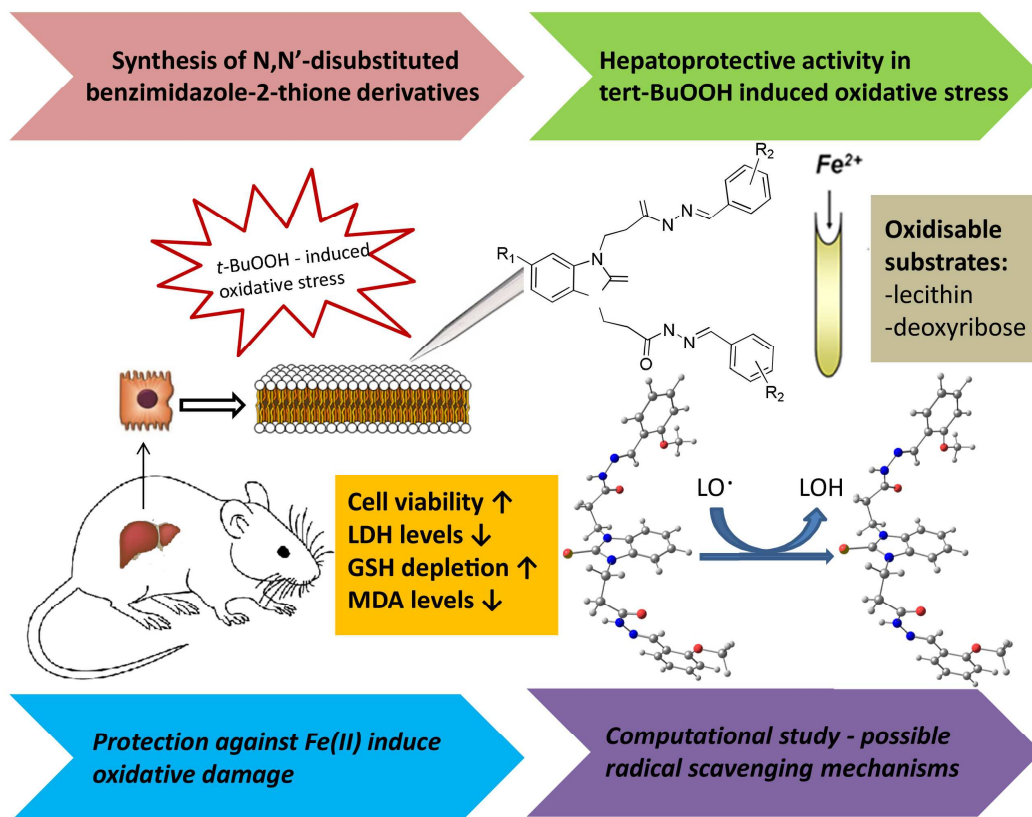 Synthesis of N,N’-disubstituted
benzimidazole-2-thione derivatives
Hepatoprotective activity in
tert-BuOOH induced oxidative stress
t-BuOOH - induced
oxidative stress
R1
N
N
N
R2
O
N
N
R2
Fe2+
Oxidisable
substrates:
-lecithin
-deoxyribose
Cell viability ↑
LDH levels ↓
GSH depletion ↑
MDA levels ↓
LO•
LOH
Protection against Fe(II) induce
oxidative damage
Computational study - possible
radical scavenging mechanisms